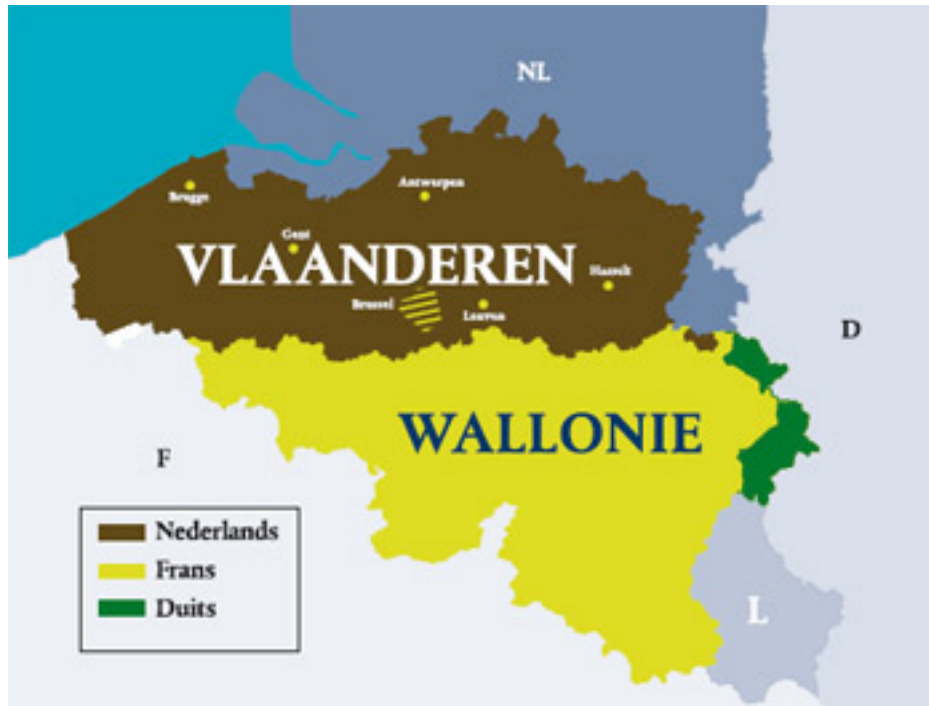 NL
Antwerpen
Brugge
Gent
VLAANDEREN
Hasselt
Brussel
Leuven
D
WALLONIE
F
Nederlands
Frans
Duits
L